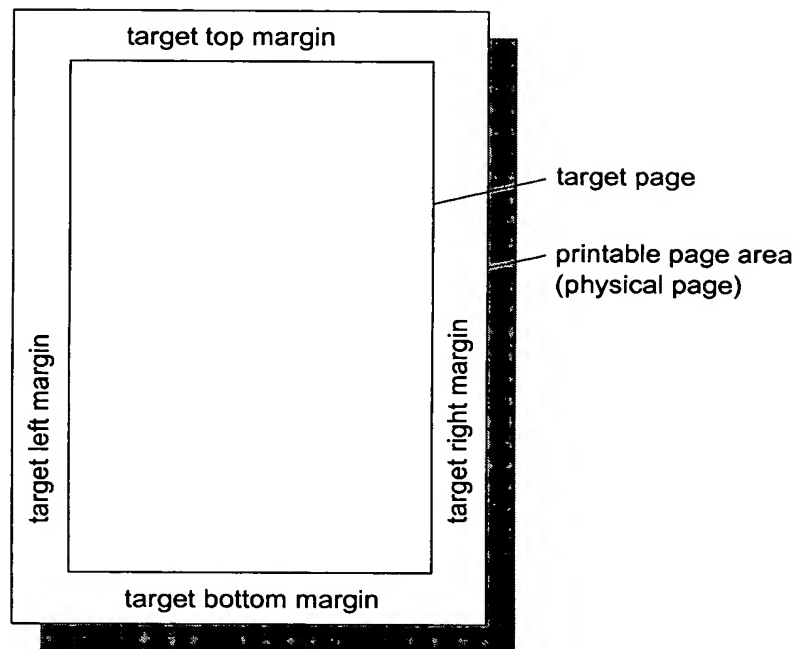 target top margin
target page
printable page area
(physical page)
target left margin
target right margin
target bottom margin